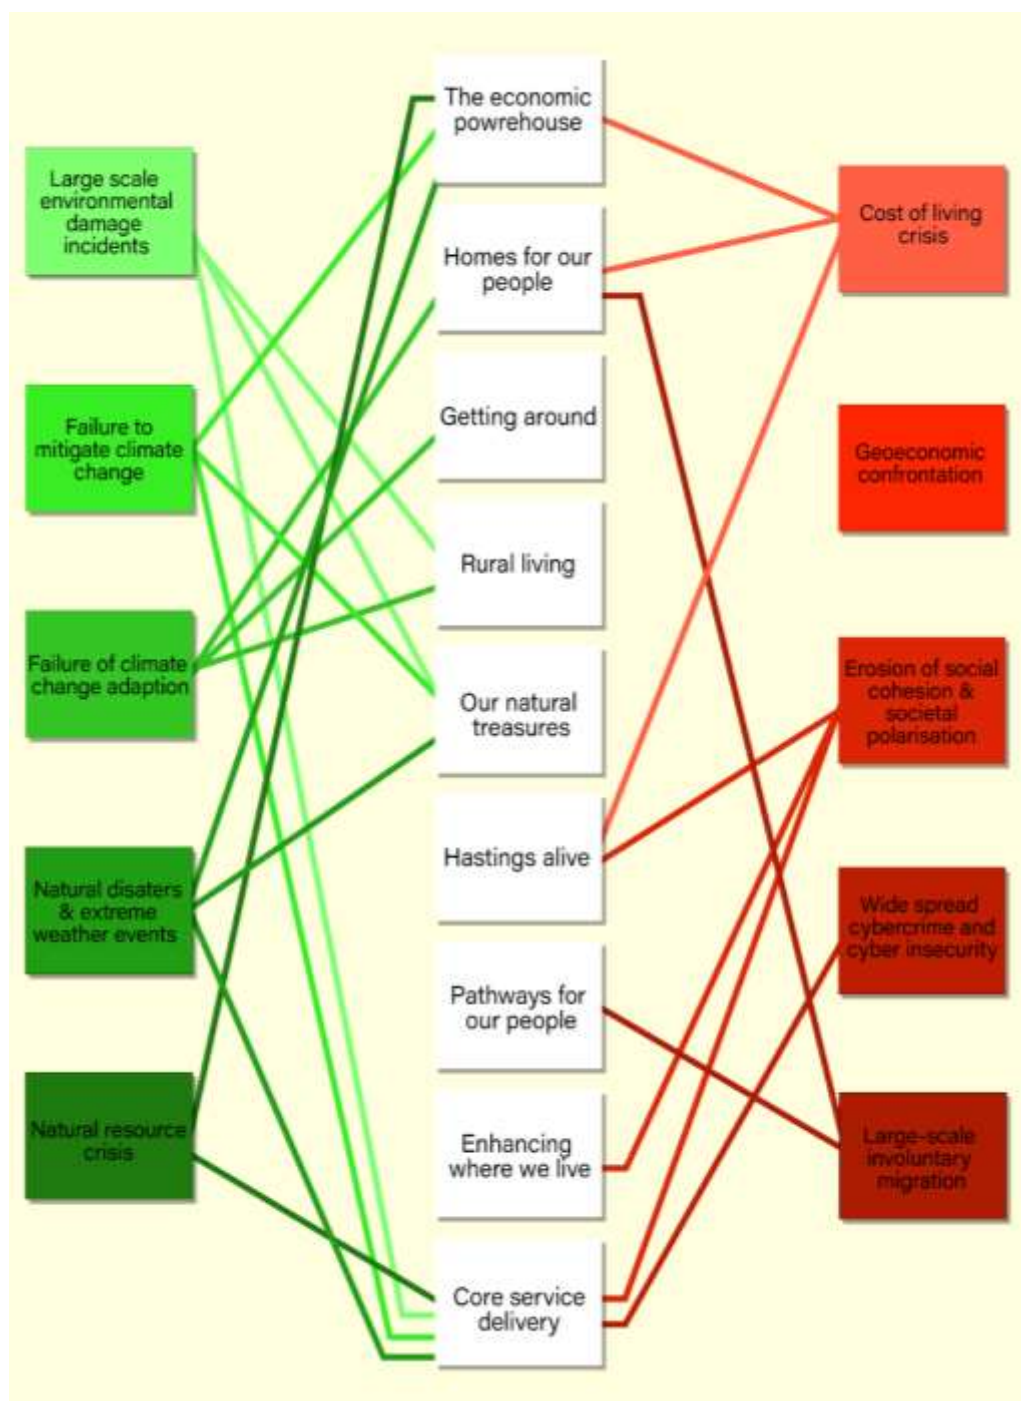 Large scale
environmental
damage
incidents
Failure to
mitigate climate
change
Failure of climate
change adaption
Natural disaters
& extreme
weather events
Natural resource
crisis
The economic
powrehouse
Homes for our
people
Getting around
Rural living
Our natural
treasures
Hastings alive
Pathways for
our people
Enhancing
where we live
Core service
delivery
Cost of living
crisis
Geoeconomic
confrontation
Erosion of social
cohesion &
societal
polarisation
Wide spread
cybercrime and
cyber insecurity
Large-scale
involuntary
migration